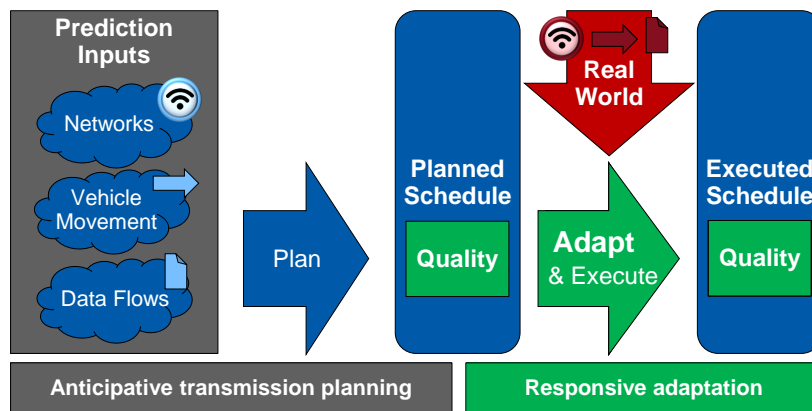 Prediction
Inputs
Networks
Vehicle
Movement
Data Flows
Plan
Planned
Schedule
Quality
Real
World
Adapt
& Execute
Executed
Schedule
Quality
Anticipative transmission planning
Responsive adaptation